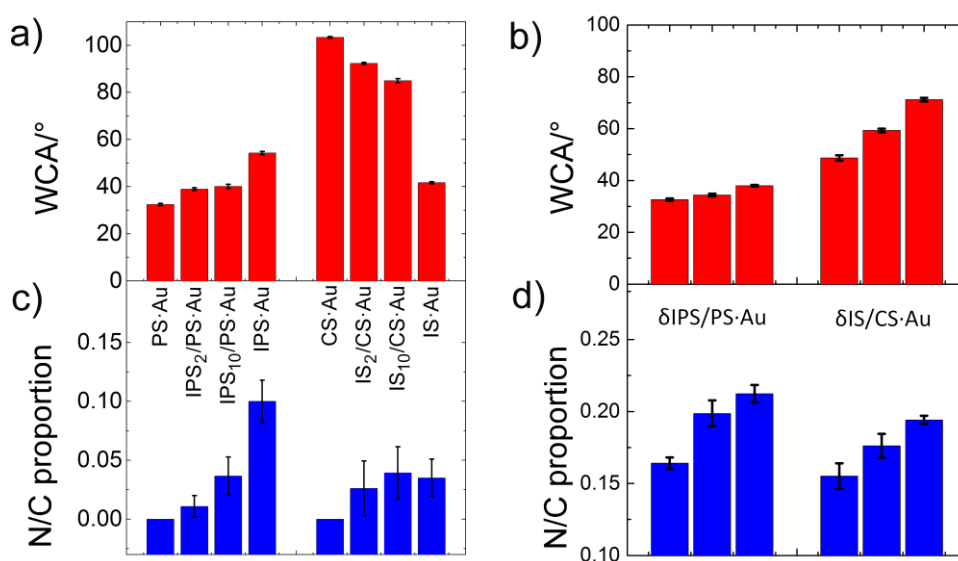 a)
WCA/°
100
80
60
40
20
0
b)
WCA/°
100
80
60
40
20
0
c)
N/C proportion
0.15
0.10
0.05
0.00
PS·Au
IPS2/PS·Au
IPS10/PS·Au
IPS·Au
CS·Au
IS2/CS·Au
IS10/CS·Au
IS·Au
d)
N/C proportion
0.25
0.20
0.15
0.10
δIPS/PS·Au
δIS/CS·Au